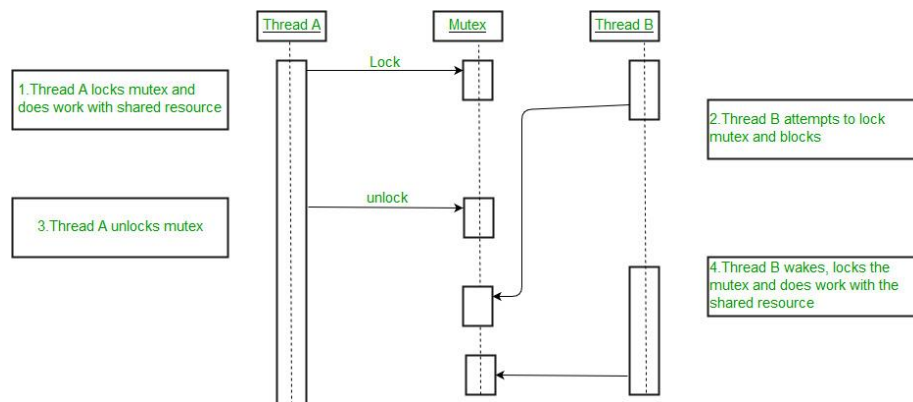 Thread A
Mutex
Thread B
Lock
1.Thread A locks mutex and
does work with shared resource
2.Thread B attempts to lock
mutex and blocks
unlock
3.Thread A unlocks mutex
4.Thread B wakes, locks the
mutex and does work with the
shared resource